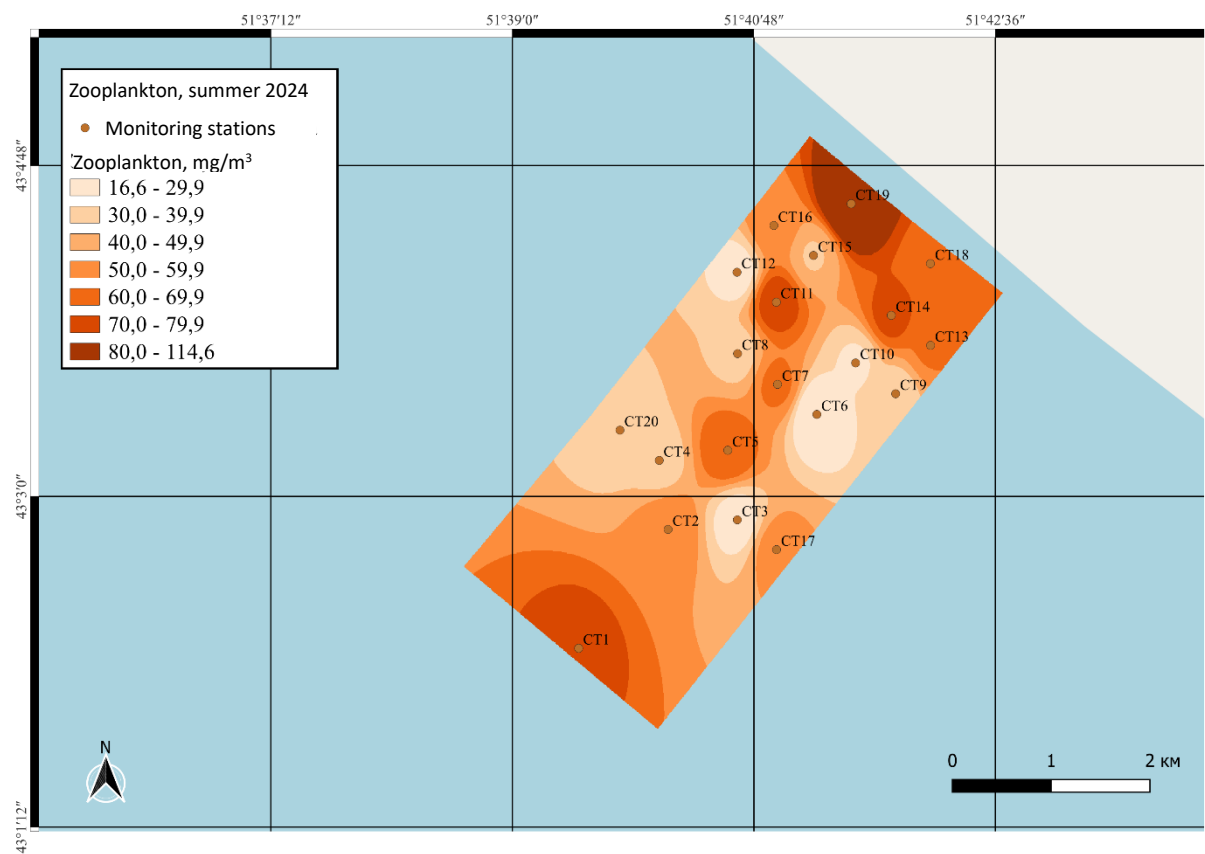 51°37'12" 51°39'0" 51°40'48" 51°42'36"
Zooplankton, summer 2024
Monitoring stations
'Zooplankton, mg/m³
16,6 - 29,9
30,0 - 39,9
40,0 - 49,9
50,0 - 59,9
60,0 - 69,9
70,0 - 79,9
80,0 - 114,6
43°4'48"
CT19
CT16
CT15
CT18
CT12
CT11
CT14
CT13
CT8
CT10
CT7
CT9
CT6
CT20
CT5
CT4
43°3'0"
CT3
CT2
CT17
CT1
N
0 1 2 км
43°1'12"